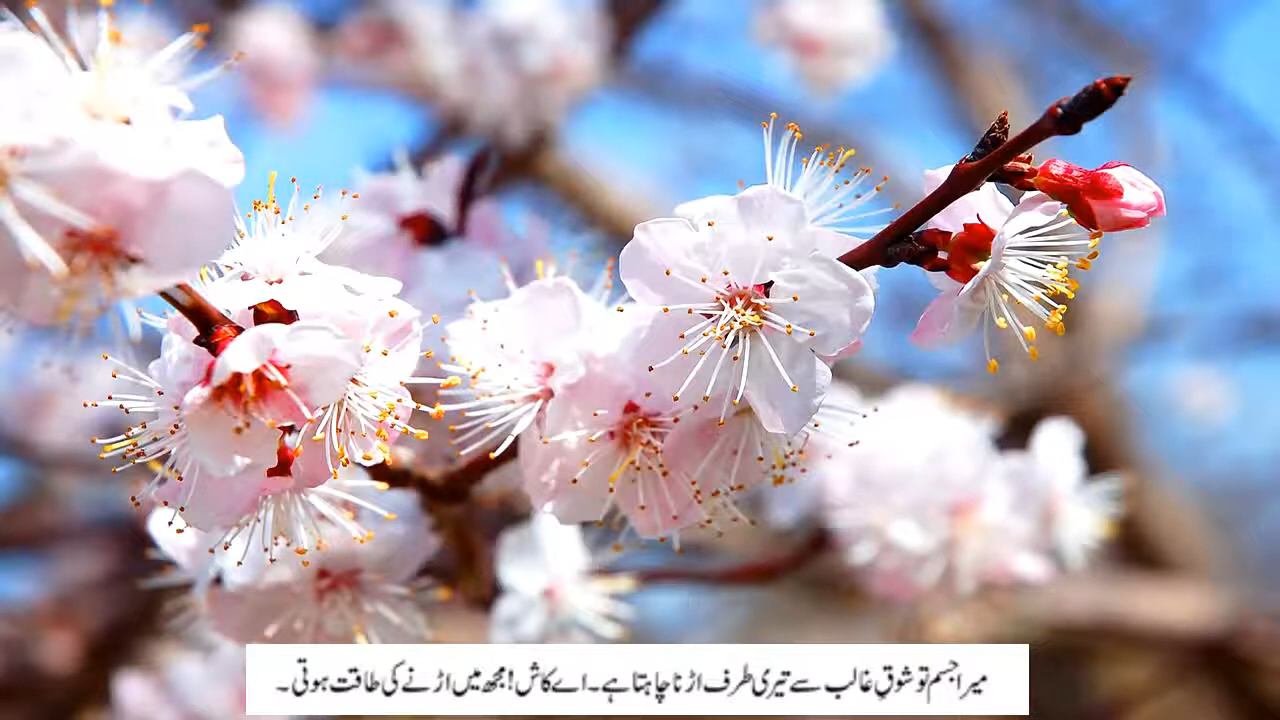 میرا جسم تو شوقِ غالب سے تیری طرف اڑنا چاہتا ہے۔ اے کاش! مجھ میں اڑنے کی طاقت ہوتی۔